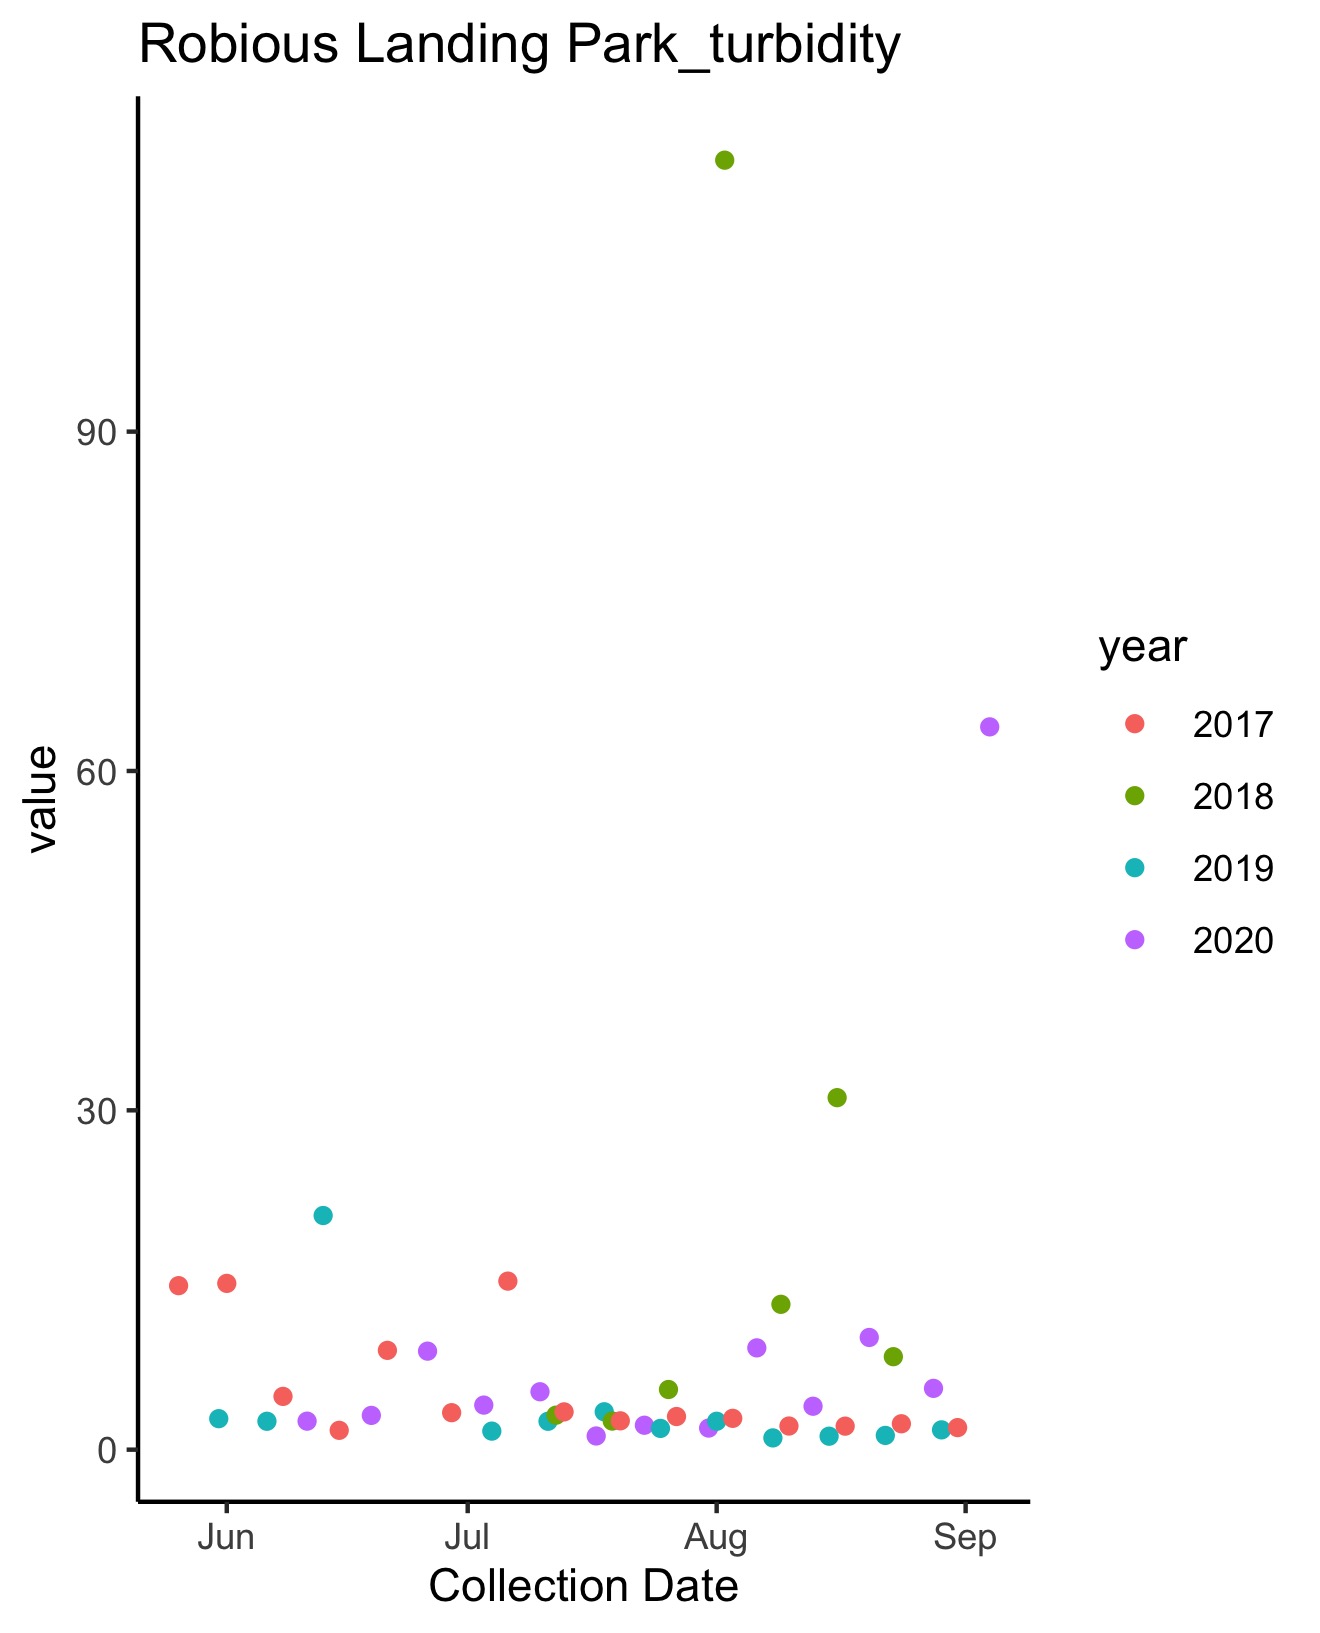 Robious Landing Park_turbidity
90
60
30
0
value
Jun Jul Aug Sep
Collection Date
year
2017
2018
2019
2020